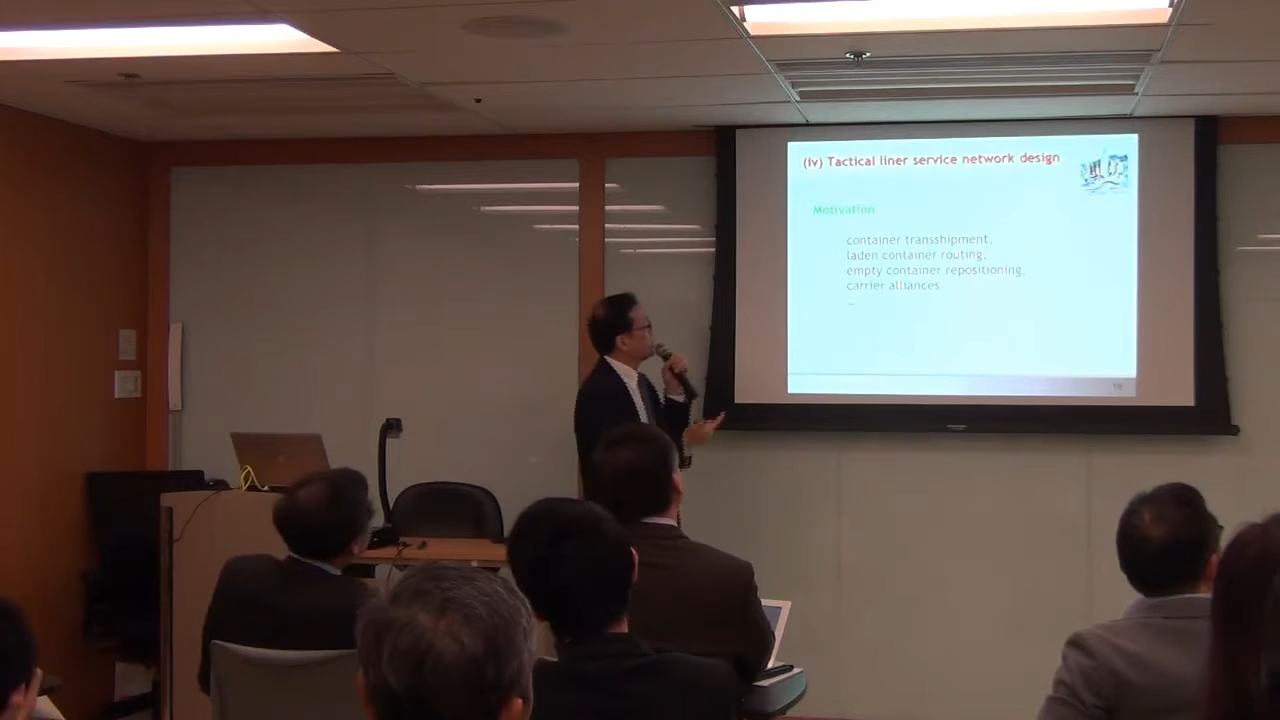 (iv) Tactical liner service network design
Motivation
container transshipment,
laden container routing,
empty container repositioning,
carrier alliances
...